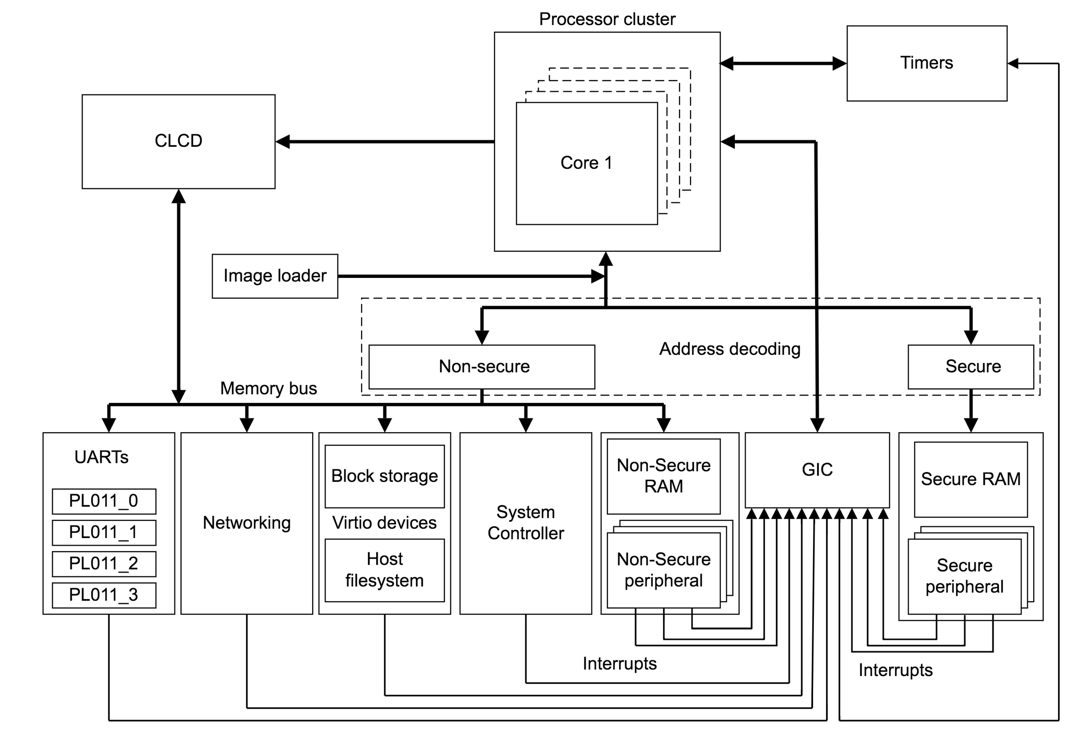 Processor cluster
Timers
CLCD
Core 1
Image loader
Address decoding
Non-secure
Secure
Memory bus
UARTs
PL011_0
PL011_1
PL011_2
PL011_3
Networking
Block storage
Virtio devices
Host
filesystem
System
Controller
Non-Secure
RAM
Non-Secure
peripheral
GIC
Secure RAM
Secure
peripheral
Interrupts
Interrupts